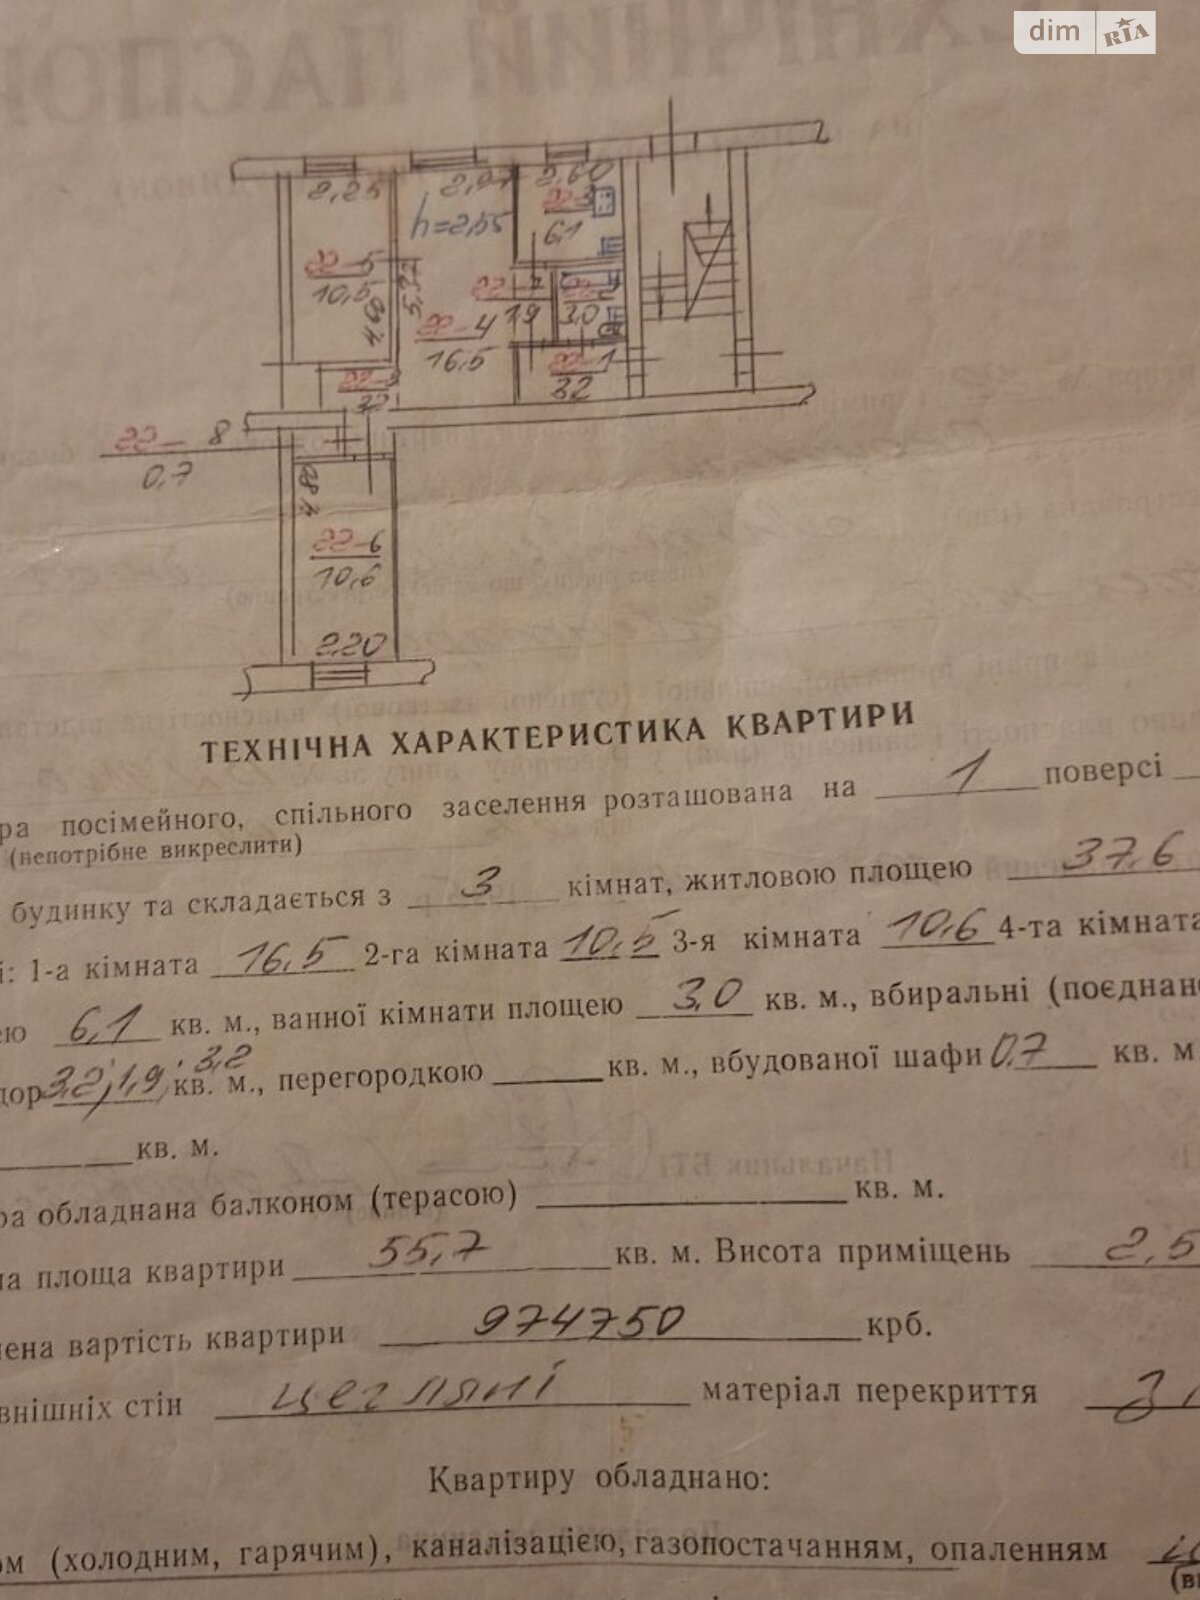 dim RIA
2,25
2,97
2,60
h=2,55
22-3
6,1
22-5
10,5
4,68
5,57
22-4
16,5
1,9
3,0
22-1
3,2
3,2
22-8
0,7
22-6
10,6
2,20
ТЕХНІЧНА ХАРАКТЕРИСТИКА КВАРТИРИ
ра посімейного, спільного заселення розташована на 1 поверсі
(непотрібне викреслити)
будинку та складається з 3 кімнат, житловою площею 37,6
і: 1-а кімната 16,5 2-га кімната 10,5 3-я кімната 10,6 4-та кімната
ею 6,1 кв. м., ванної кімнати площею 3,0 кв. м., вбиральні (поєднано
дор 3,2; 1,9; 3,2 кв. м., перегородкою кв. м., вбудованої шафи 0,7 кв. м
кв. м.
ра обладнана балконом (терасою) кв. м.
на площа квартири 55,7 кв. м. Висота приміщень 2,5
нена вартість квартири 974750 крб.
внішніх стін цегляні матеріал перекриття
Квартиру обладнано:
ом (холодним, гарячим), каналізацією, газопостачанням, опаленням